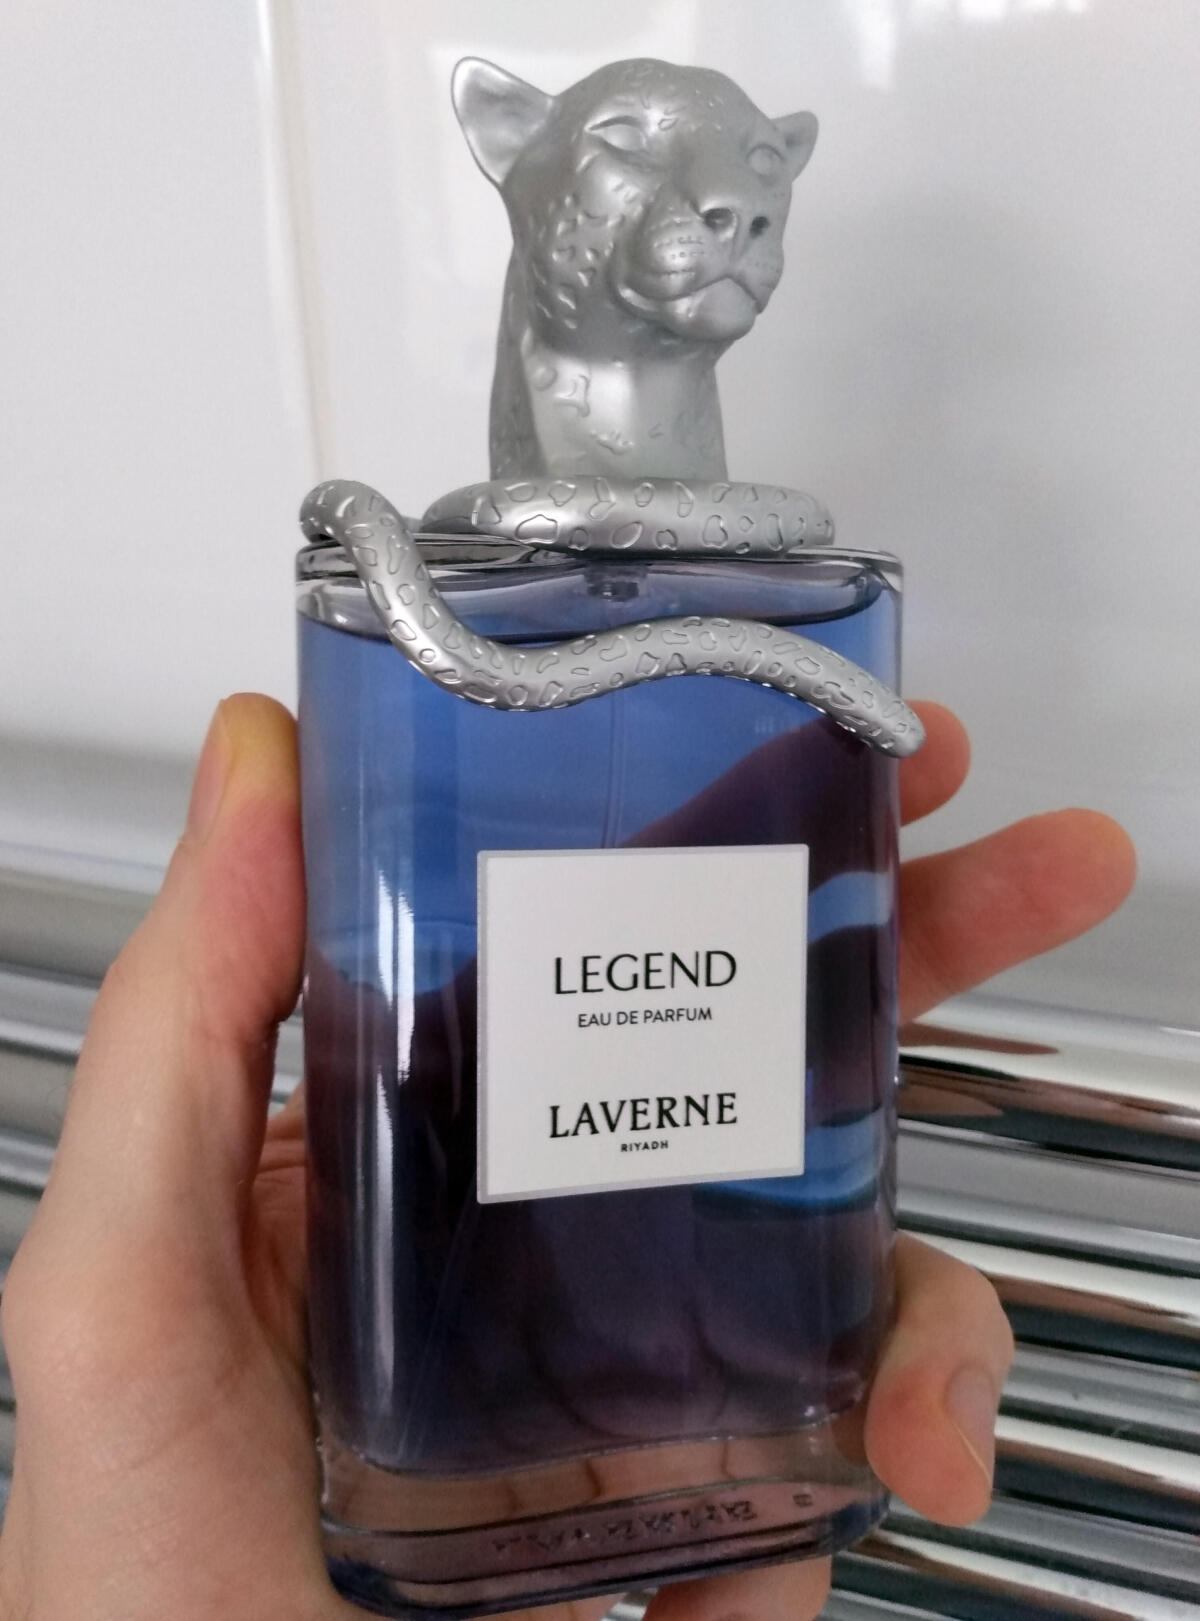 LEGEND
EAU DE PARFUM
LAVERNE
RIYADH